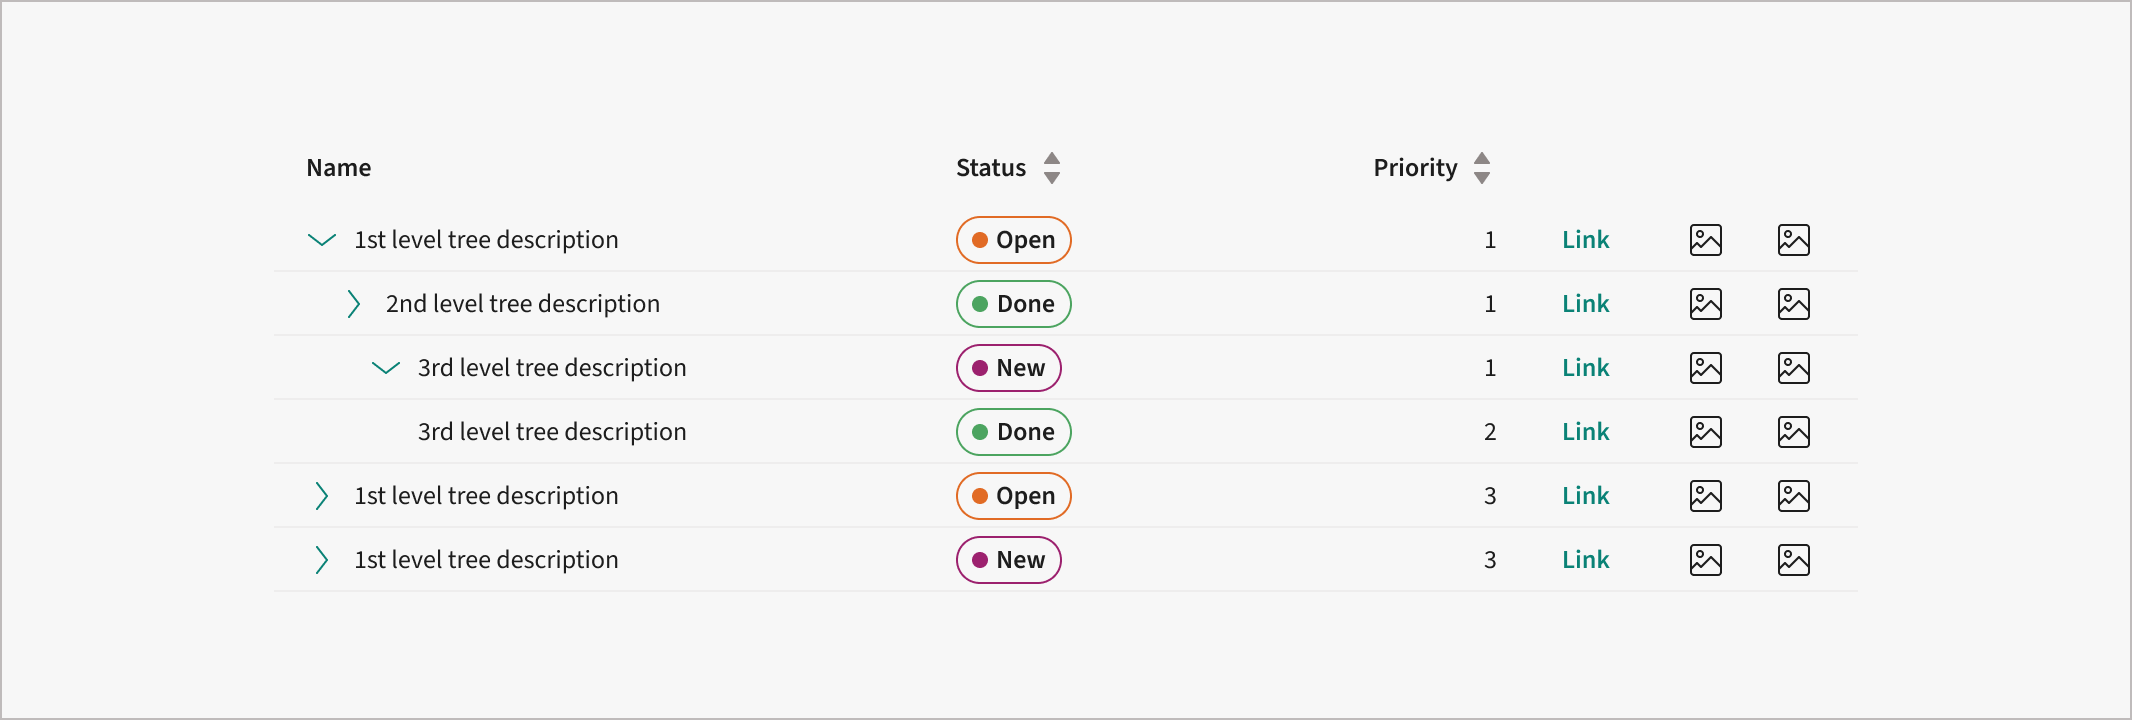 Name Status Priority
1st level tree description Open 1 Link
2nd level tree description Done 1 Link
3rd level tree description New 1 Link
3rd level tree description Done 2 Link
1st level tree description Open 3 Link
1st level tree description New 3 Link